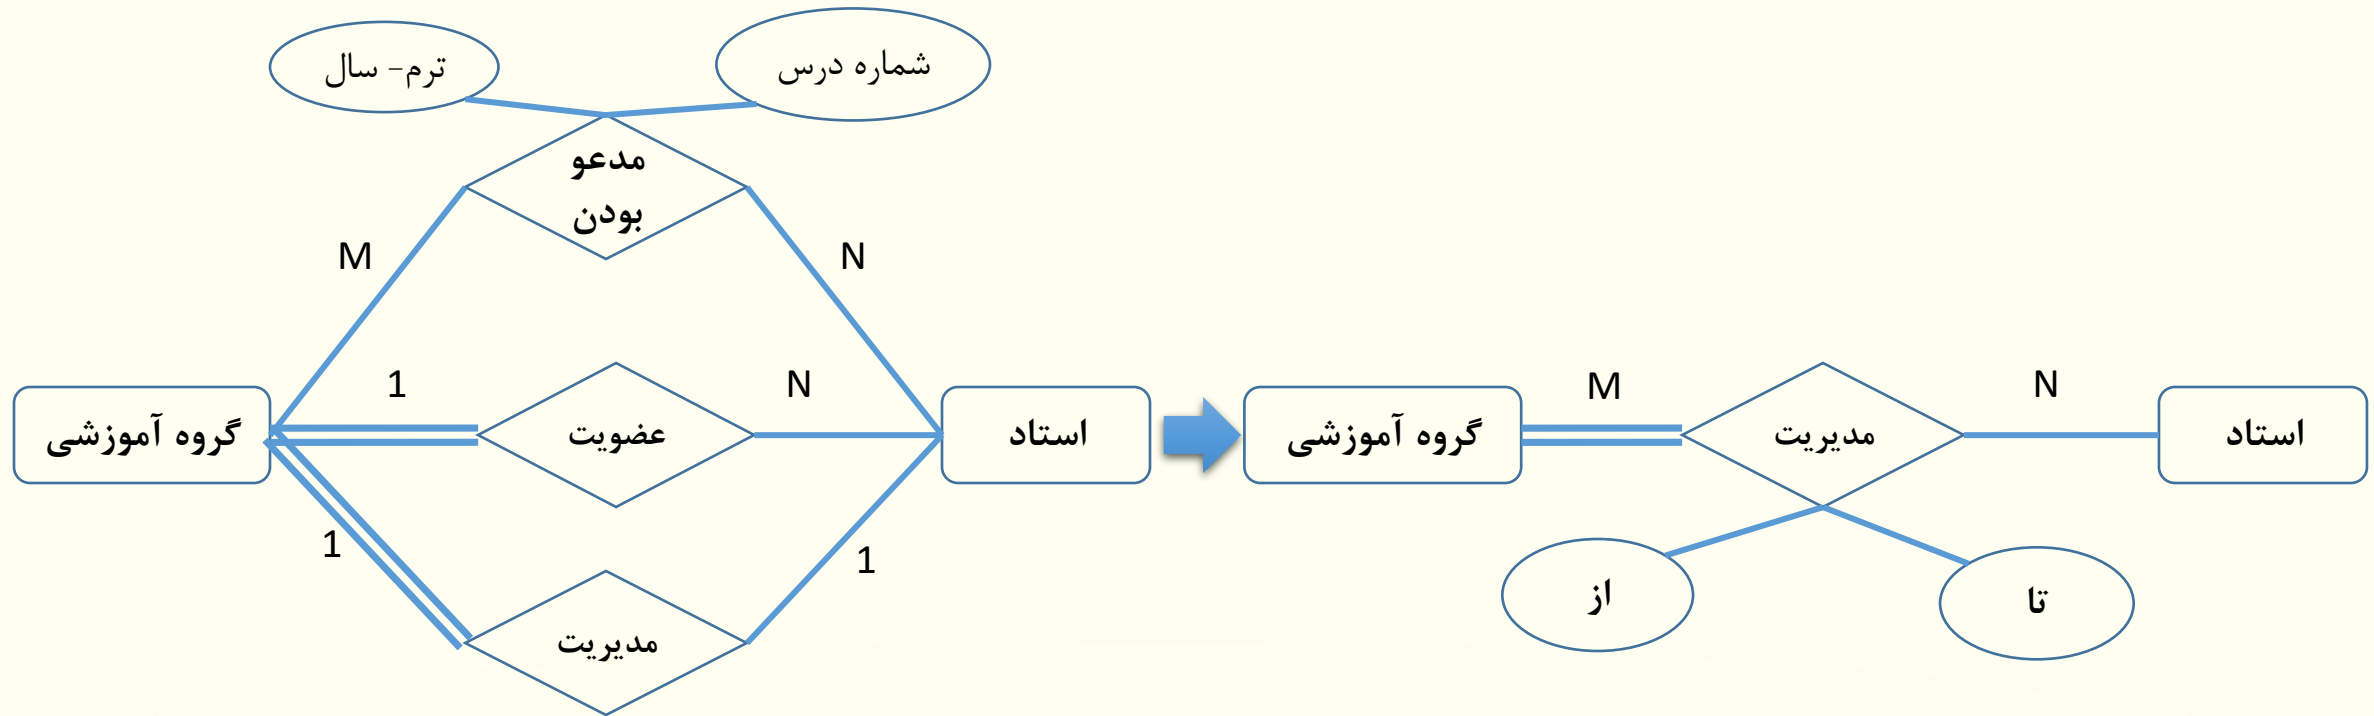 ترم- سال
شماره درس
مدعو
بودن
M
N
1
N
گروه آموزشی
عضویت
استاد
1
1
مدیریت
گروه آموزشی
M
مدیریت
N
استاد
از
تا